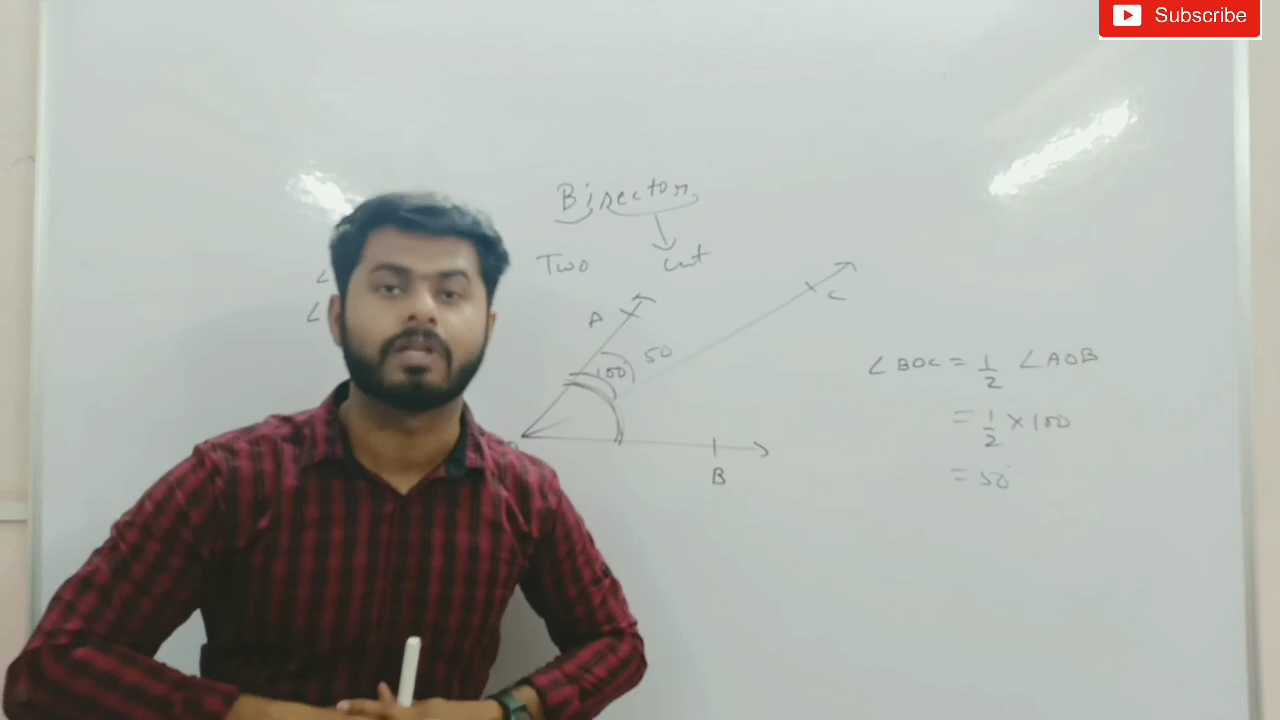 Subscribe
Bisector
Two cut
A
C
50
100
B
∠BOC = 1/2 ∠AOB
= 1/2 × 100
= 50°
∠
∠